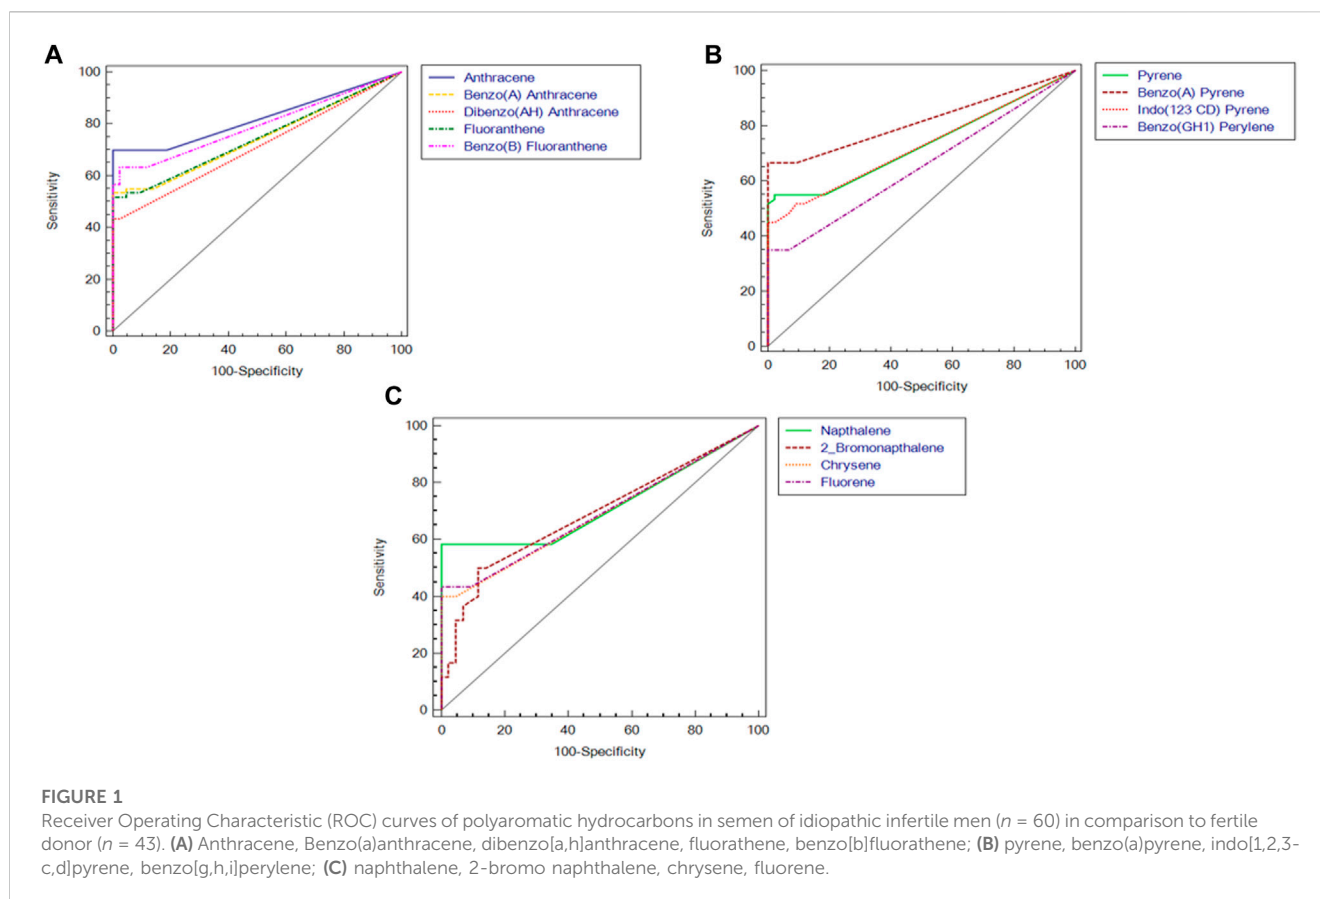 A
100
80
60
40
20
0
Sensitivity
0 20 40 60 80 100
100-Specificity
Anthracene
Benzo(A) Anthracene
Dibenzo(AH) Anthracene
Fluoranthene
Benzo(B) Fluoranthene
B
100
80
60
40
20
0
Sensitivity
0 20 40 60 80 100
100-Specificity
Pyrene
Benzo(A) Pyrene
Indo(123 CD) Pyrene
Benzo(GH1) Perylene
C
100
80
60
40
20
0
Sensitivity
0 20 40 60 80 100
100-Specificity
Napthalene
2_Bromonapthalene
Chrysene
Fluorene
FIGURE 1
Receiver Operating Characteristic (ROC) curves of polyaromatic hydrocarbons in semen of idiopathic infertile men (n = 60) in comparison to fertile
donor (n = 43). (A) Anthracene, Benzo(a)anthracene, dibenzo[a,h]anthracene, fluorathene, benzo[b]fluorathene; (B) pyrene, benzo(a)pyrene, indo[1,2,3-
c,d]pyrene, benzo[g,h,i]perylene; (C) naphthalene, 2-bromo naphthalene, chrysene, fluorene.